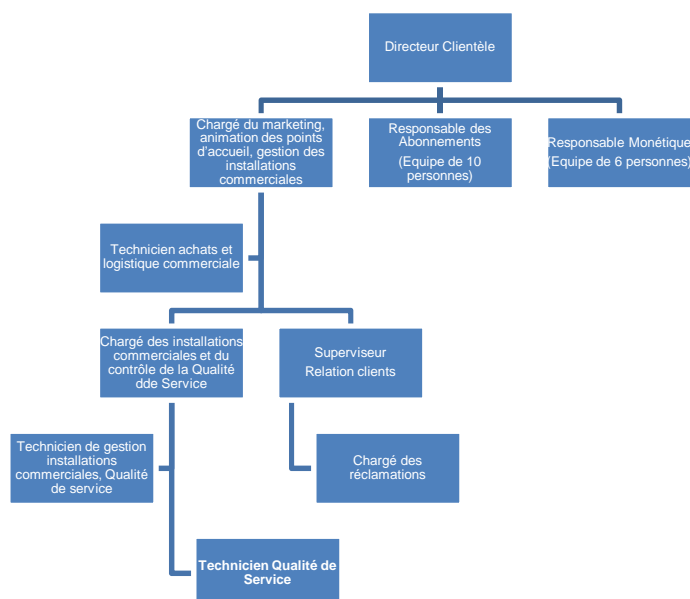 Directeur Clientèle
Chargé du marketing,
animation des points
d'accueil, gestion des
installations
commerciales
Responsable des
Abonnements
(Equipe de 10
personnes)
Responsable Monétique
(Equipe de 6 personnes)
Technicien achats et
logistique commerciale
Chargé des installations
commerciales et du
contrôle de la Qualité
dde Service
Superviseur
Relation clients
Technicien de gestion
installations
commerciales, Qualité
de service
Chargé des
réclamations
Technicien Qualité de
Service